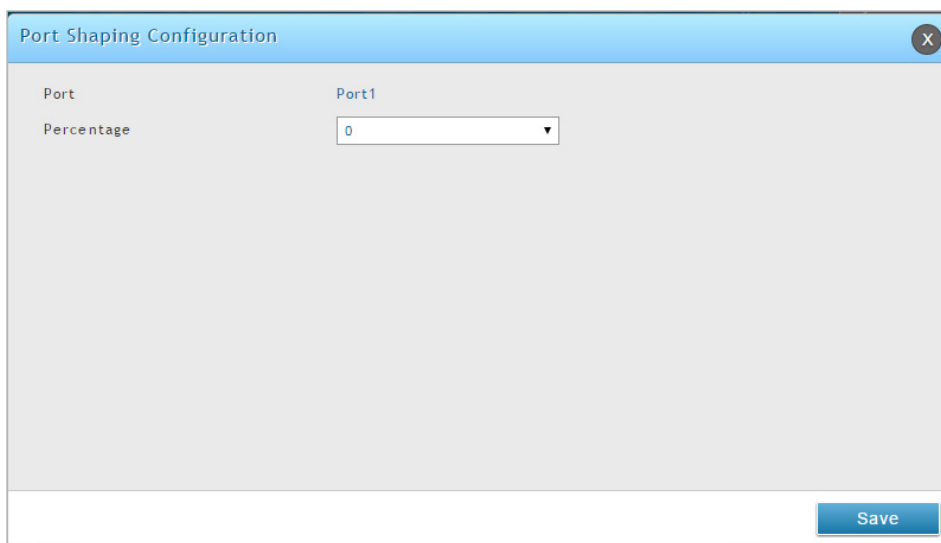 Port Shaping Configuration
X
Port Port1
Percentage 0
Save